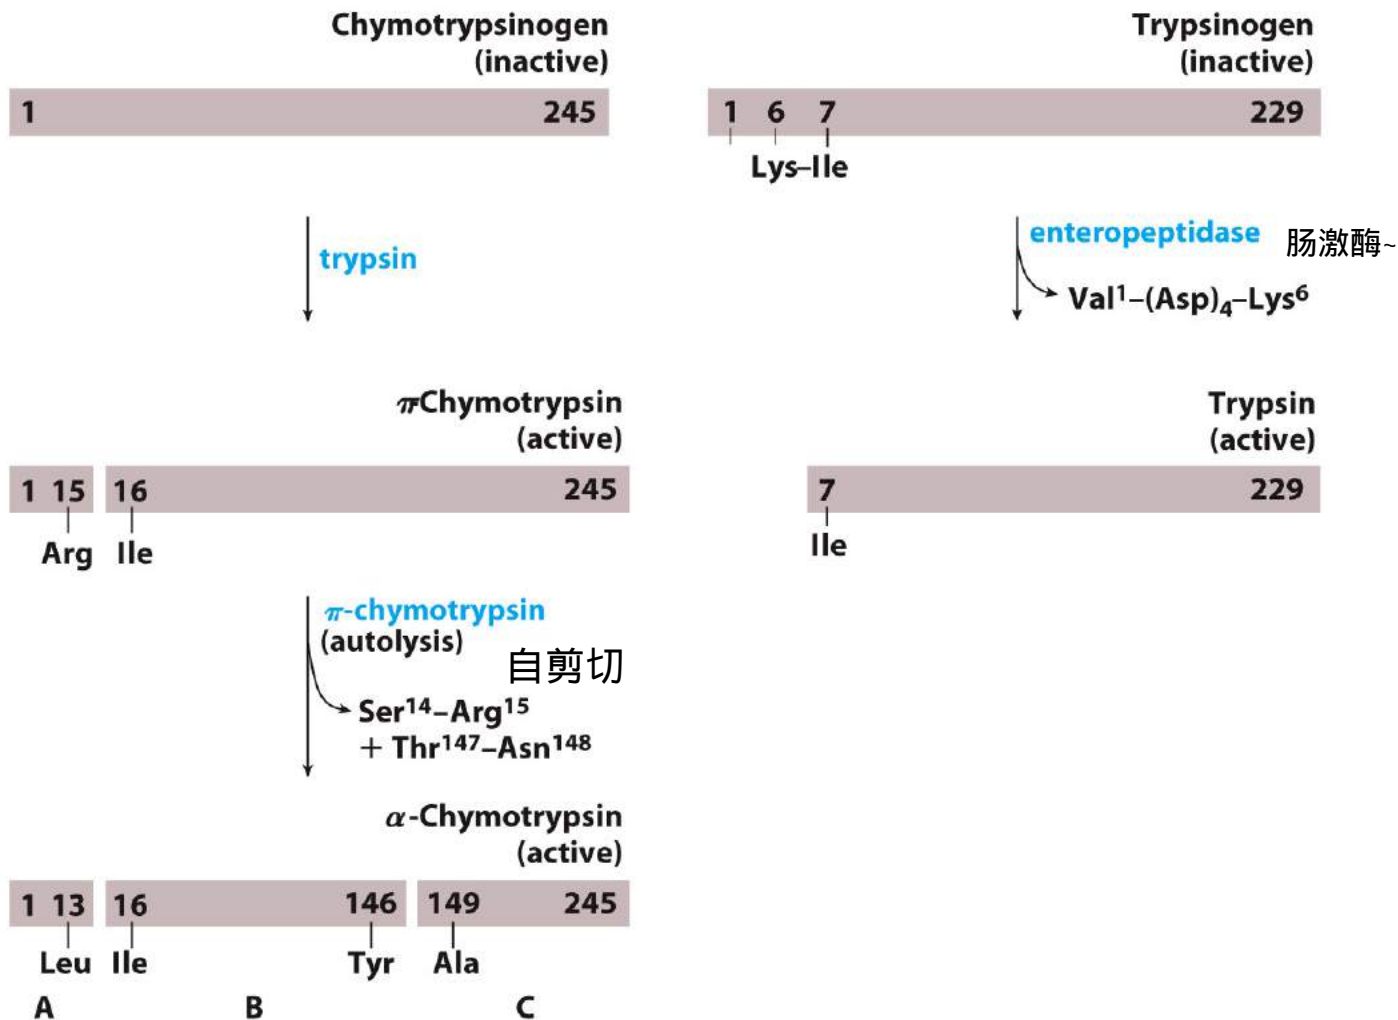 Chymotrypsinogen
(inactive)
1 245
trypsin
πChymotrypsin
(active)
1 15 16 245
Arg Ile
π-chymotrypsin
(autolysis)
自剪切
Ser¹⁴–Arg¹⁵
+ Thr¹⁴⁷–Asn¹⁴⁸
α-Chymotrypsin
(active)
1 13 16 146 149 245
Leu Ile Tyr Ala
A B C
Trypsinogen
(inactive)
1 6 7 229
Lys–Ile
enteropeptidase 肠激酶~
Val¹–(Asp)₄–Lys⁶
Trypsin
(active)
7 229
Ile